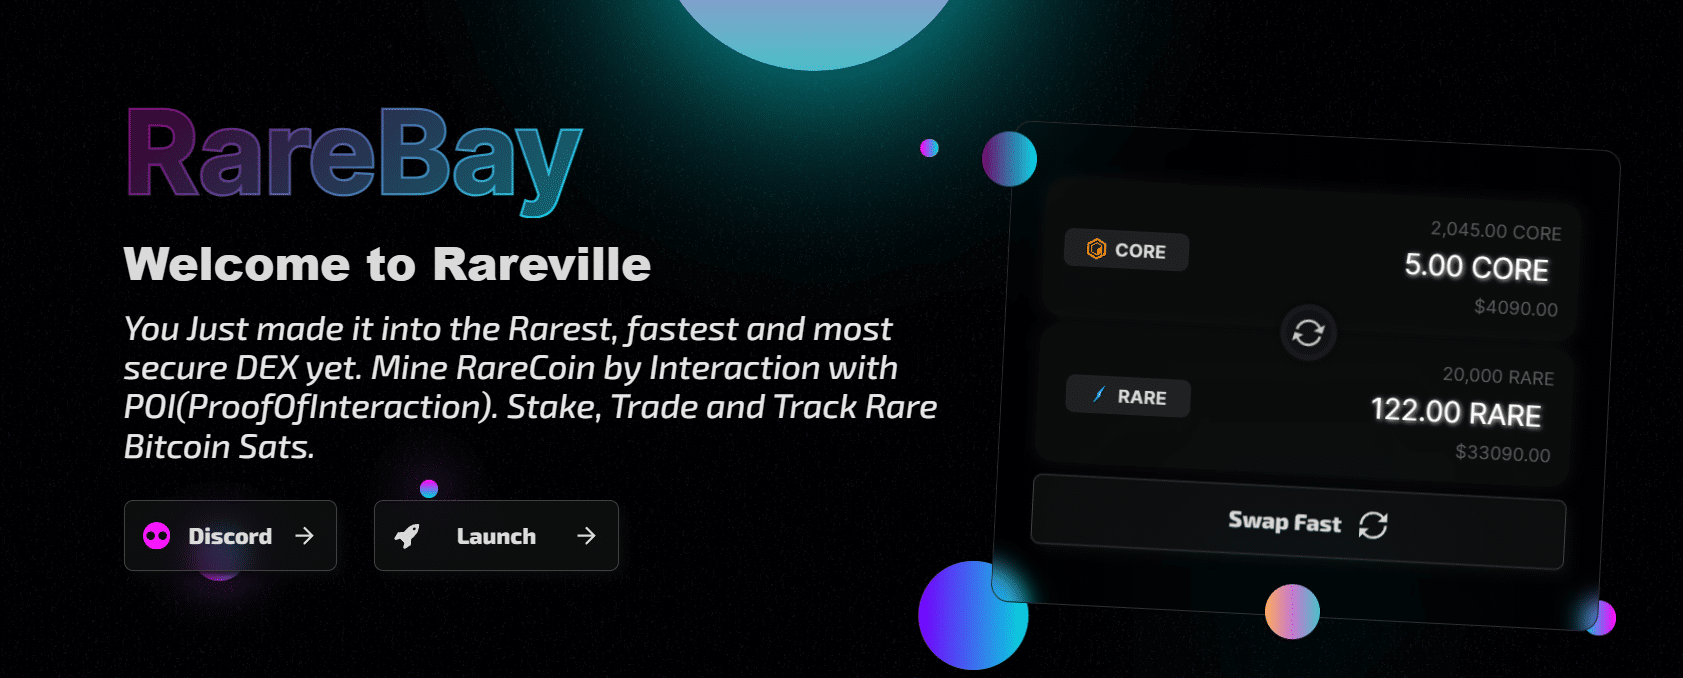 RareBay
Welcome to Rareville
You Just made it into the Rarest, fastest and most
secure DEX yet. Mine RareCoin by Interaction with
POI(ProofOfInteraction). Stake, Trade and Track Rare
Bitcoin Sats.
Discord
Launch
2,045.00 CORE
CORE
5.00 CORE
$4090.00
20,000 RARE
RARE
122.00 RARE
$33090.00
Swap Fast